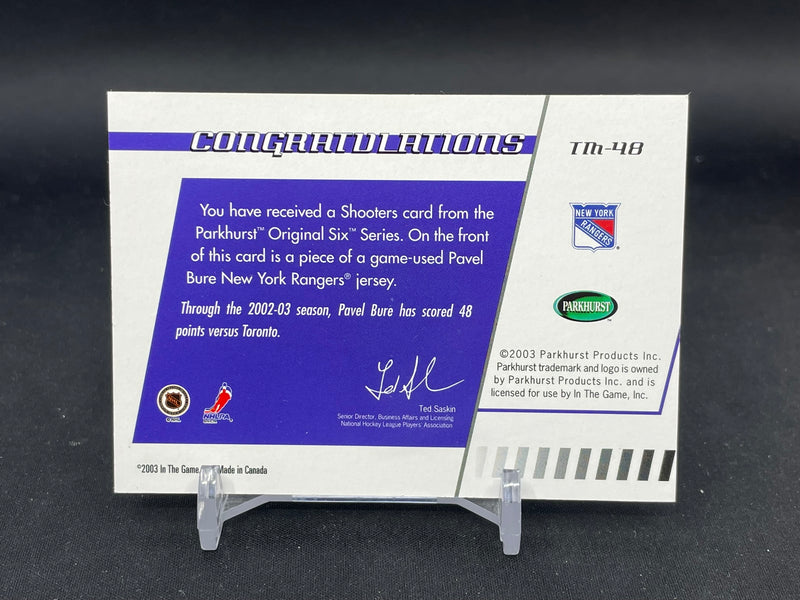 CONGRATULATIONS
TM-48
You have received a Shooters card from the
Parkhurst™ Original Six™ Series. On the front
of this card is a piece of a game-used Pavel
Bure New York Rangers® jersey.
Through the 2002-03 season, Pavel Bure has scored 48
points versus Toronto.
NEW YORK
RANGERS
PARKHURST
©2003 Parkhurst Products Inc.
Parkhurst trademark and logo is owned
by Parkhurst Products Inc. and is
licensed for use by In The Game, Inc.
NHLPA
©NHL
Ted Saskin
Senior Director, Business Affairs and Licensing
National Hockey League Players' Association
©2003 In The Game, Made in Canada